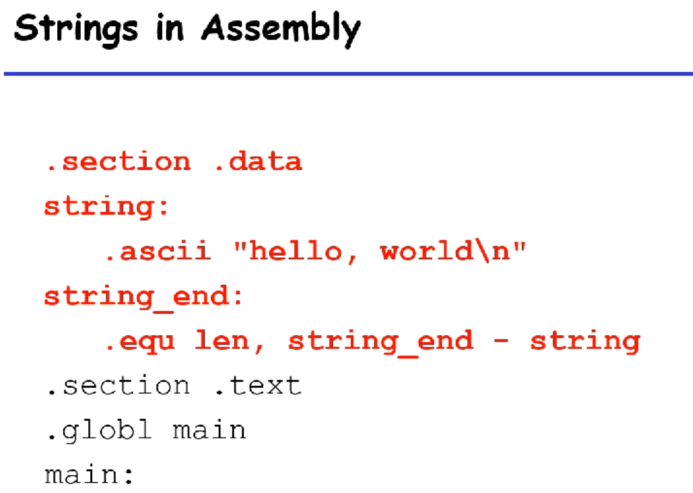 Strings in Assembly
.section .data
string:
.ascii "hello, world\n"
string_end:
.equ len, string_end - string
.section .text
.globl main
main: